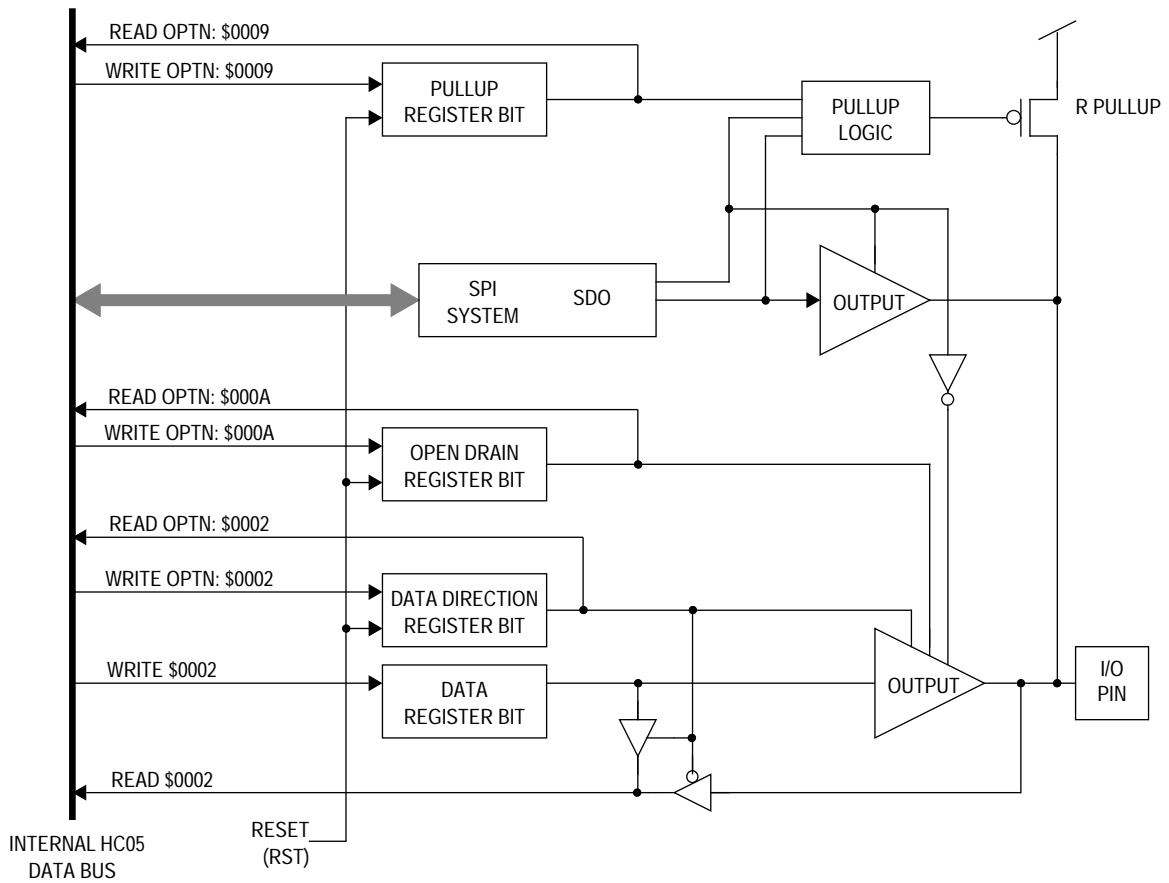 READ OPTN: $0009
WRITE OPTN: $0009
PULLUP
REGISTER BIT
PULLUP
LOGIC
R PULLUP
SPI
SYSTEM
SDO
OUTPUT
READ OPTN: $000A
WRITE OPTN: $000A
OPEN DRAIN
REGISTER BIT
READ OPTN: $0002
WRITE OPTN: $0002
DATA DIRECTION
REGISTER BIT
WRITE $0002
DATA
REGISTER BIT
OUTPUT
I/O
PIN
READ $0002
RESET
(RST)
INTERNAL HC05
DATA BUS